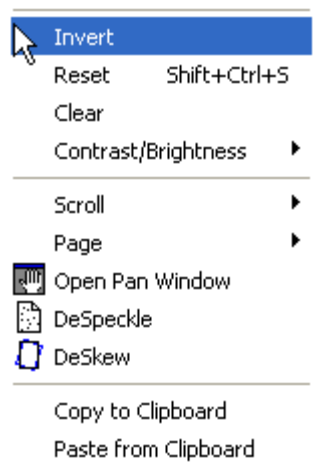 Invert
Reset Shift+Ctrl+S
Clear
Contrast/Brightness
Scroll
Page
Open Pan Window
DeSpeckle
DeSkew
Copy to Clipboard
Paste from Clipboard